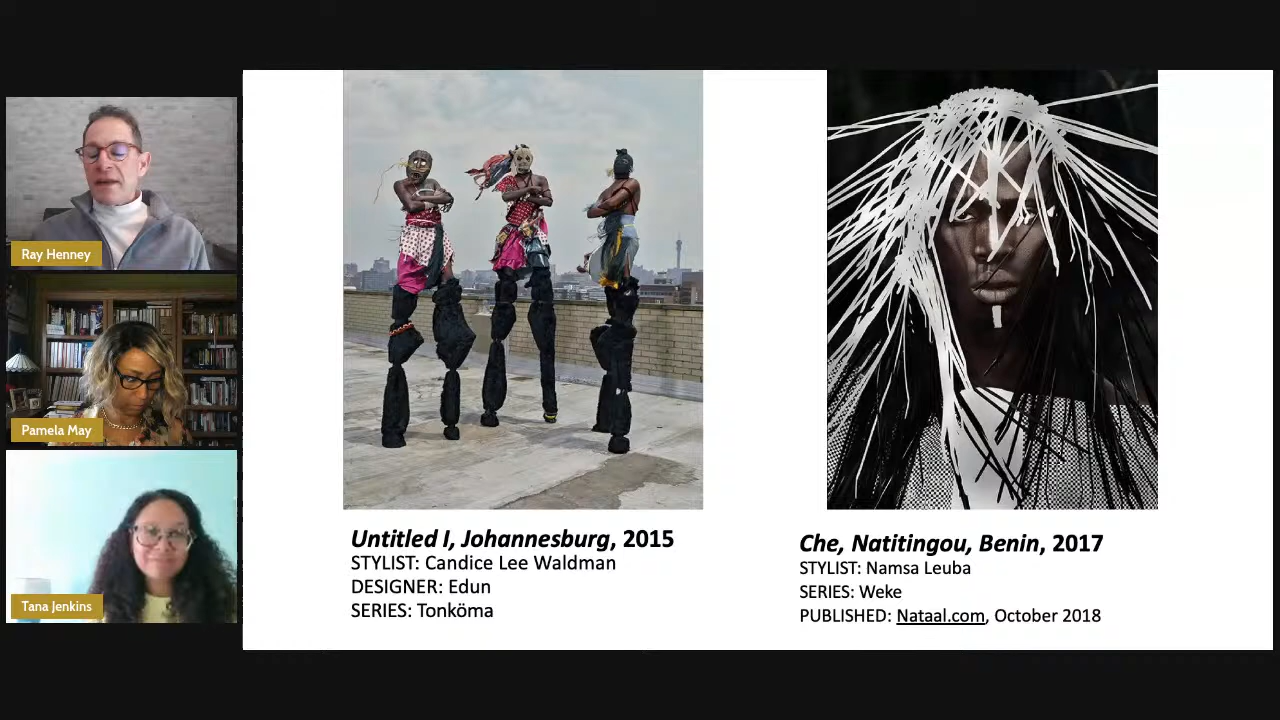 Ray Henney
Pamela May
Tana Jenkins
Untitled I, Johannesburg, 2015
STYLIST: Candice Lee Waldman
DESIGNER: Edun
SERIES: Tonköma
Che, Natitingou, Benin, 2017
STYLIST: Namsa Leuba
SERIES: Weke
PUBLISHED: Nataal.com, October 2018